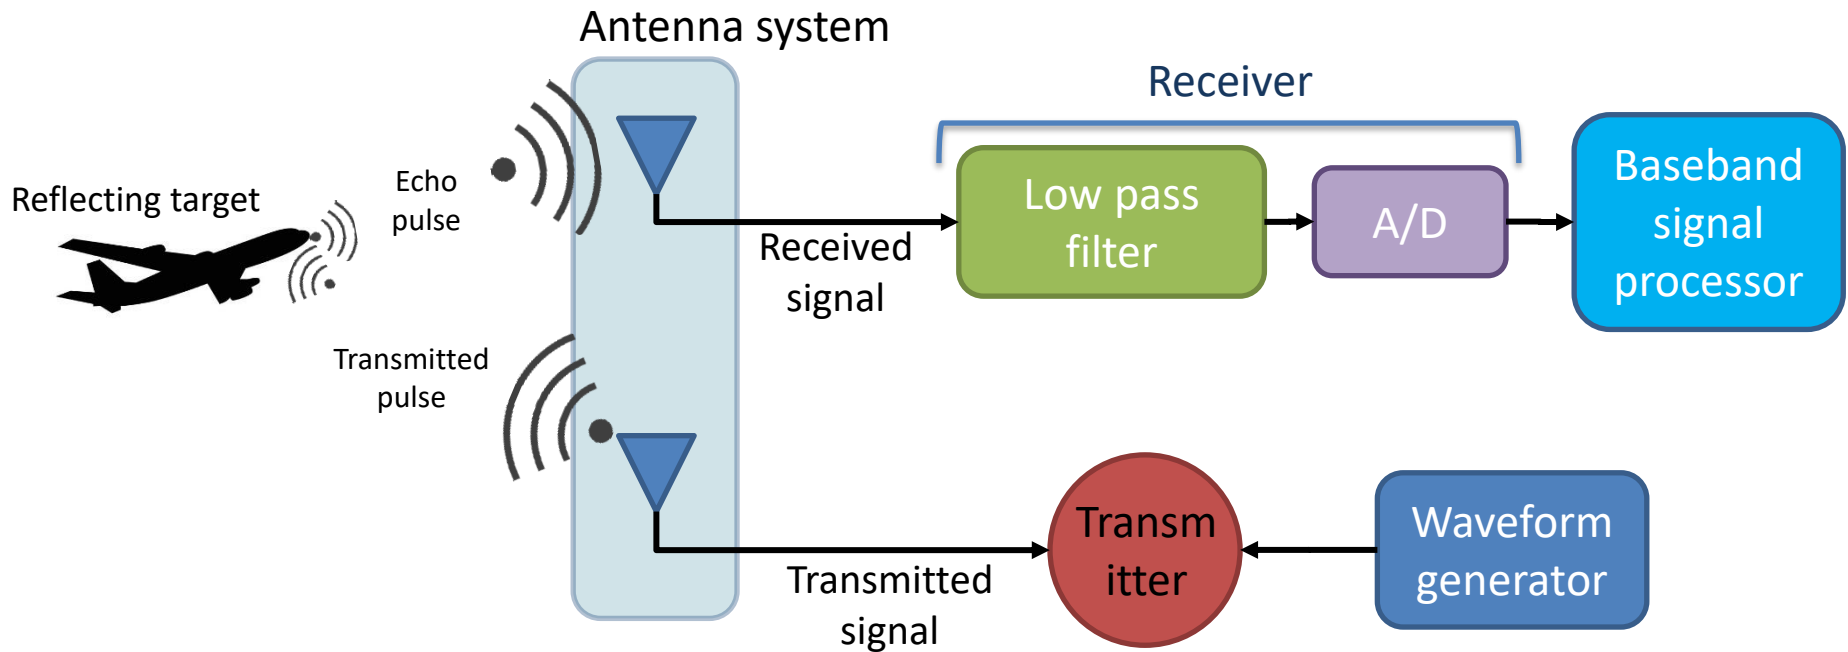 Antenna system
Receiver
Reflecting target
Echo
pulse
Received
signal
Low pass
filter
A/D
Baseband
signal
processor
Transmitted
pulse
Transmitted
signal
Transm
itter
Waveform
generator